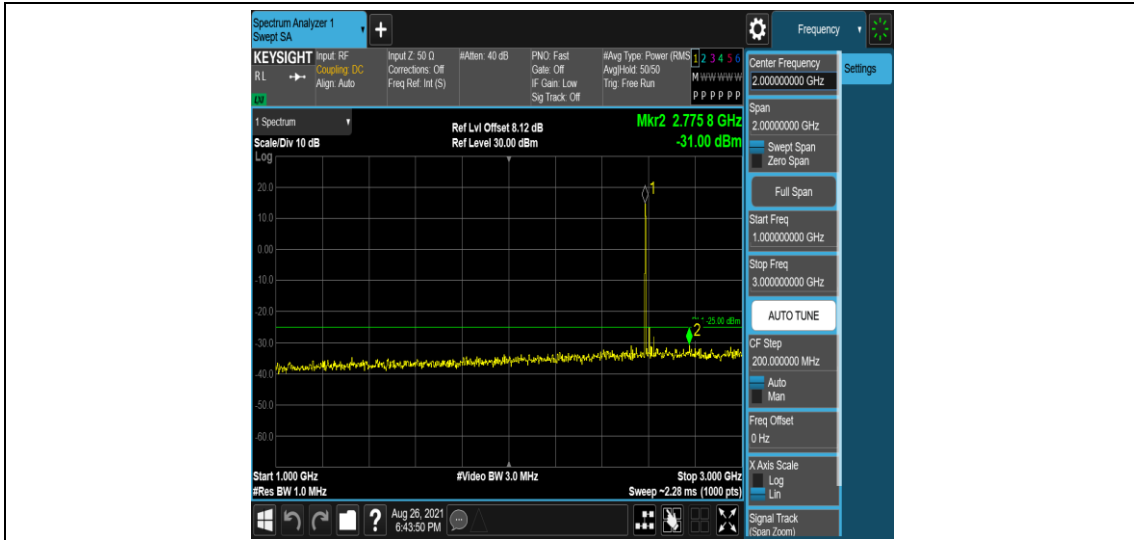 Spectrum Analyzer 1
Swept SA
+
Frequency
KEYSIGHT
RL
Input: RF
Coupling: DC
Align: Auto
Input Z: 50 Ω
Corrections: Off
Freq Ref: Int (S)
#Atten: 40 dB
PNO: Fast
Gate: Off
IF Gain: Low
Sig Track: Off
#Avg Type: Power (RMS
Avg|Hold: 50/50
Trig: Free Run
1 2 3 4 5 6
M W W W W W
P P P P P P
1 Spectrum
Scale/Div 10 dB
Log
Ref Lvl Offset 8.12 dB
Ref Level 30.00 dBm
Mkr2 2.775 8 GHz
-31.00 dBm
20.0
10.0
0.00
-10.0
-20.0
-30.0
-40.0
-50.0
-60.0
1
-25.00 dBm
2
Start 1.000 GHz
#Res BW 1.0 MHz
#Video BW 3.0 MHz
Stop 3.000 GHz
Sweep ~2.28 ms (1000 pts)
Center Frequency
2.000000000 GHz
Settings
Span
2.00000000 GHz
Swept Span
Zero Span
Full Span
Start Freq
1.000000000 GHz
Stop Freq
3.000000000 GHz
AUTO TUNE
CF Step
200.000000 MHz
Auto
Man
Freq Offset
0 Hz
X Axis Scale
Log
Lin
Signal Track
(Span Zoom)
?
Aug 26, 2021
6:43:50 PM